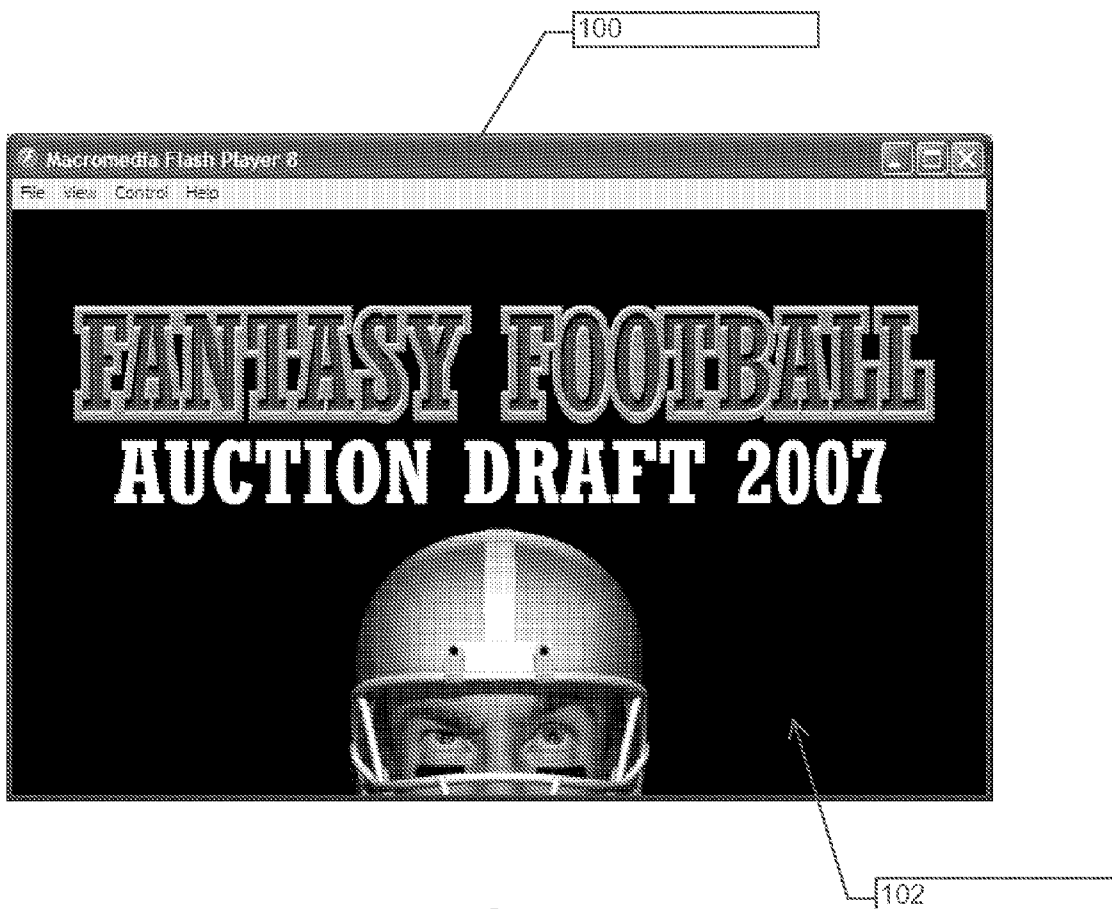 100
Macromedia Flash Player 8
File View Control Help
FANTASY FOOTBALL
AUCTION DRAFT 2007
102